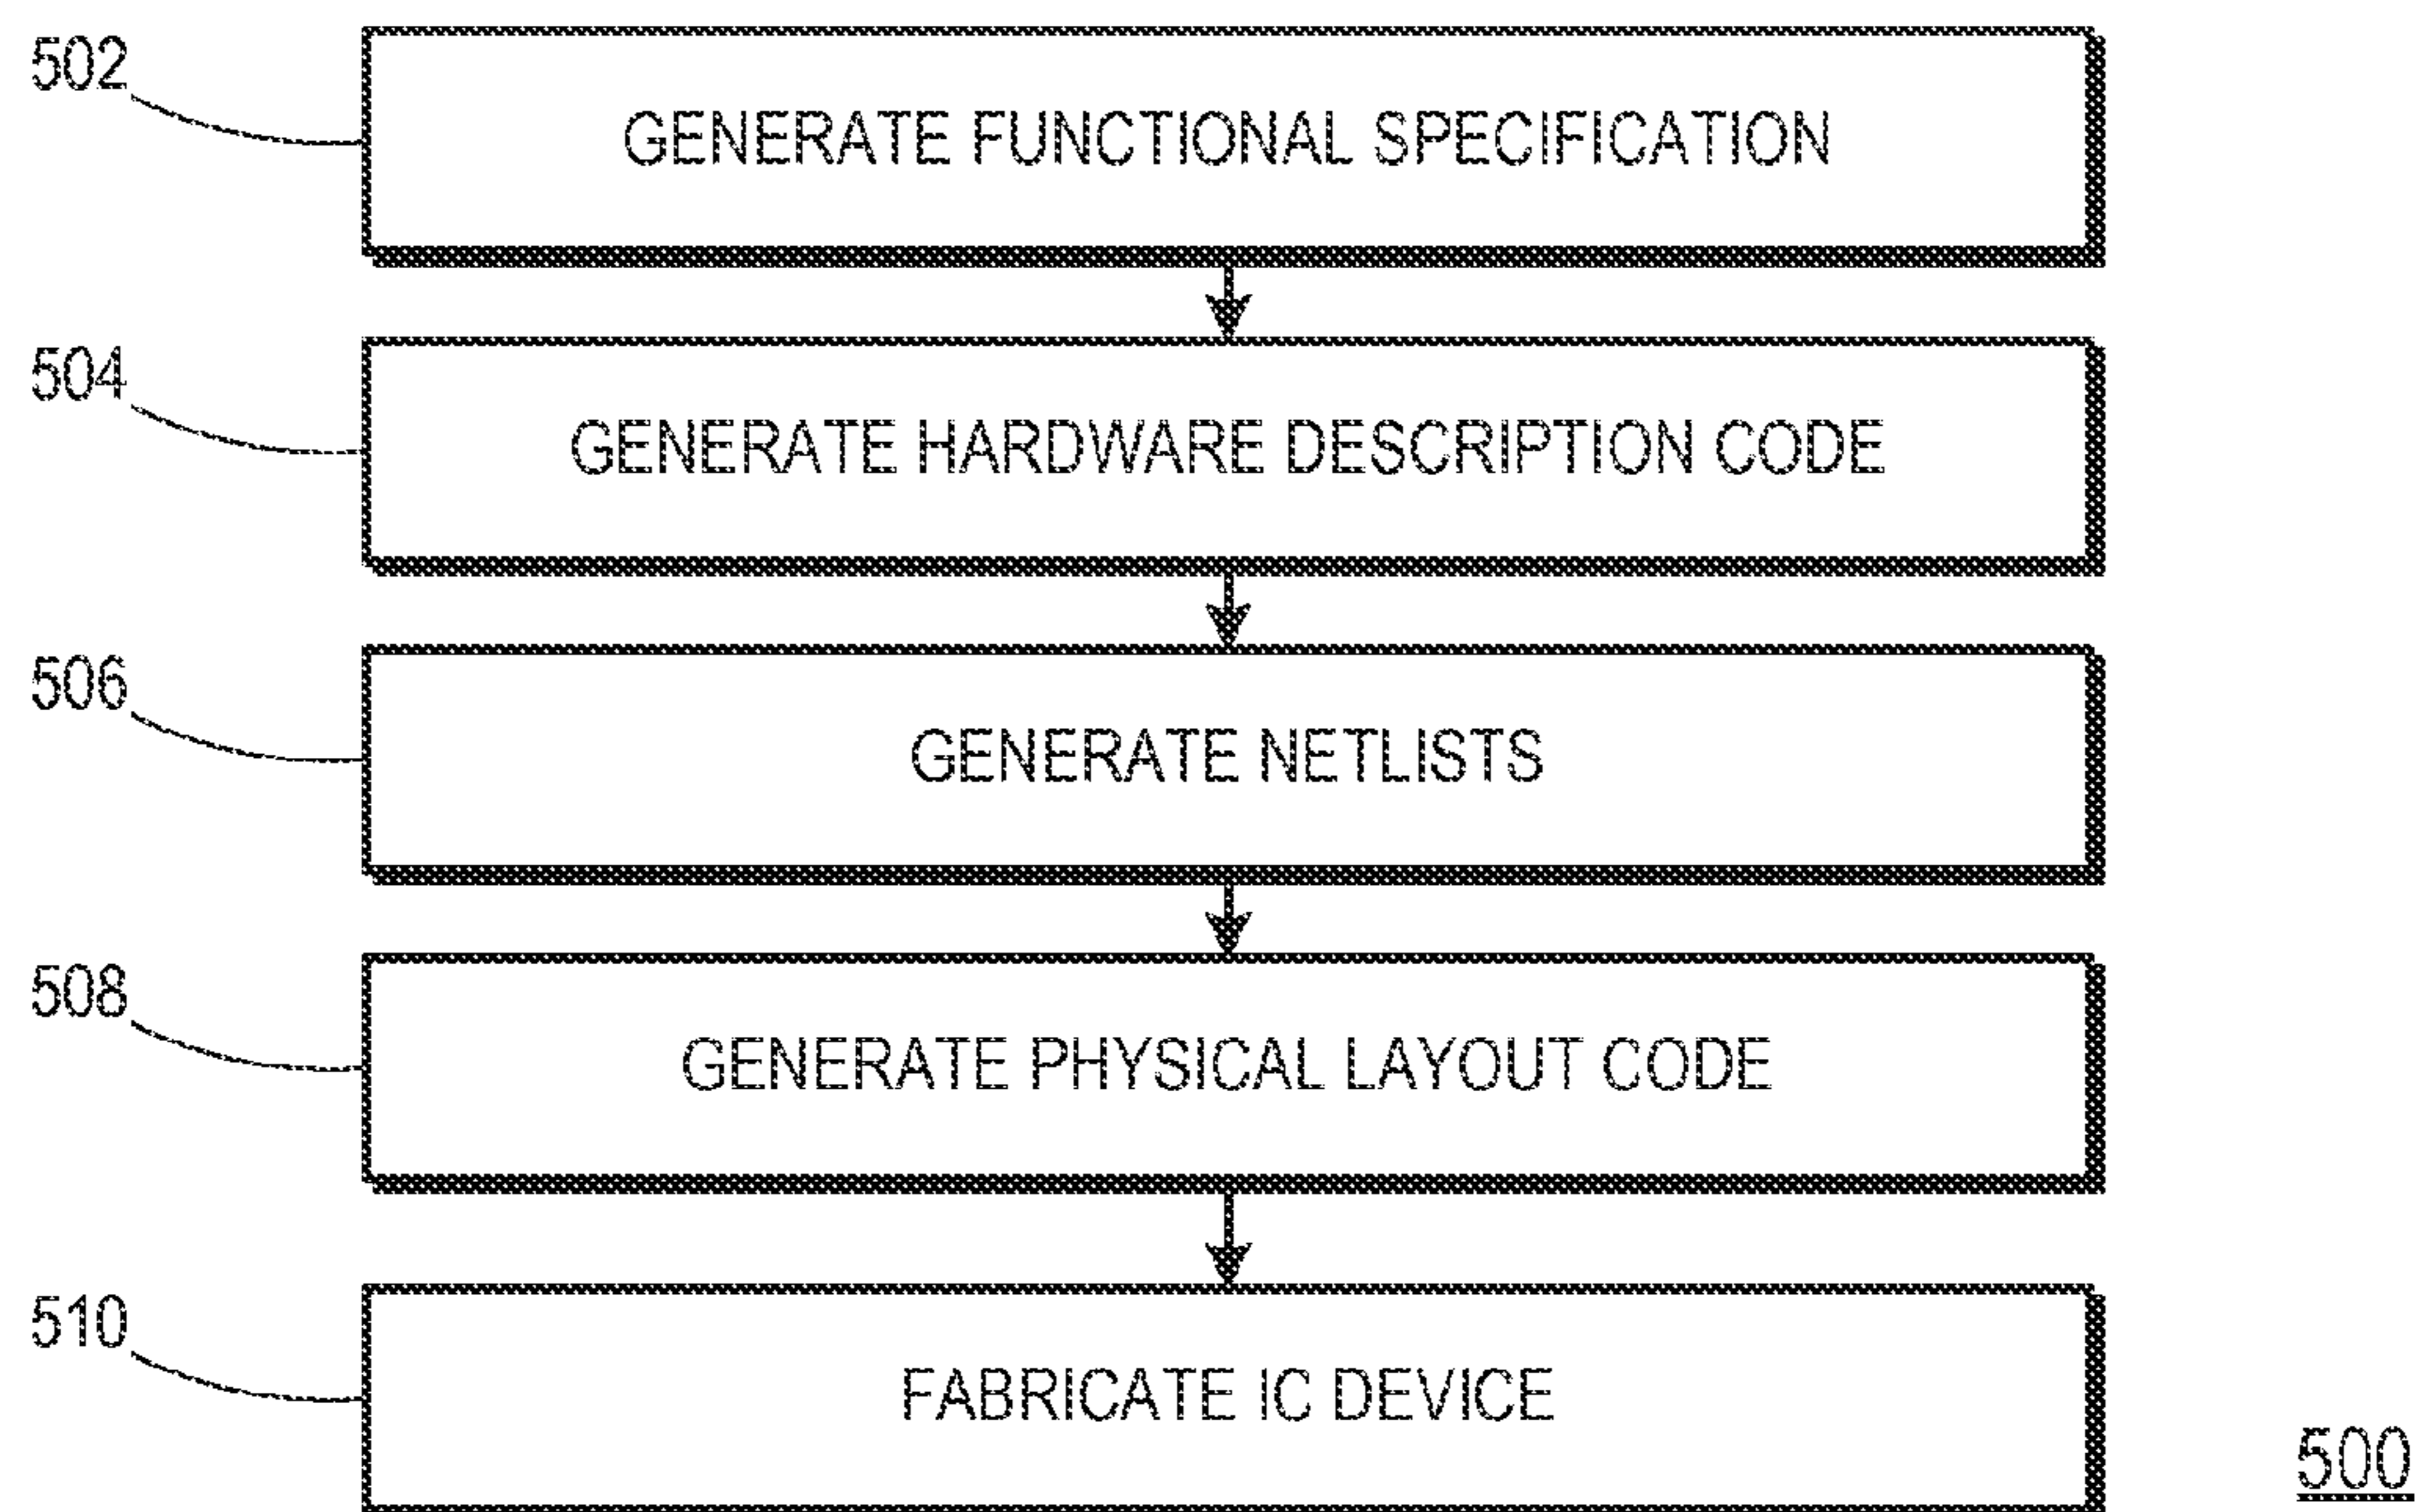 502
GENERATE FUNCTIONAL SPECIFICATION
504
GENERATE HARDWARE DESCRIPTION CODE
506
GENERATE NETLISTS
508
GENERATE PHYSICAL LAYOUT CODE
510
FABRICATE IC DEVICE
500